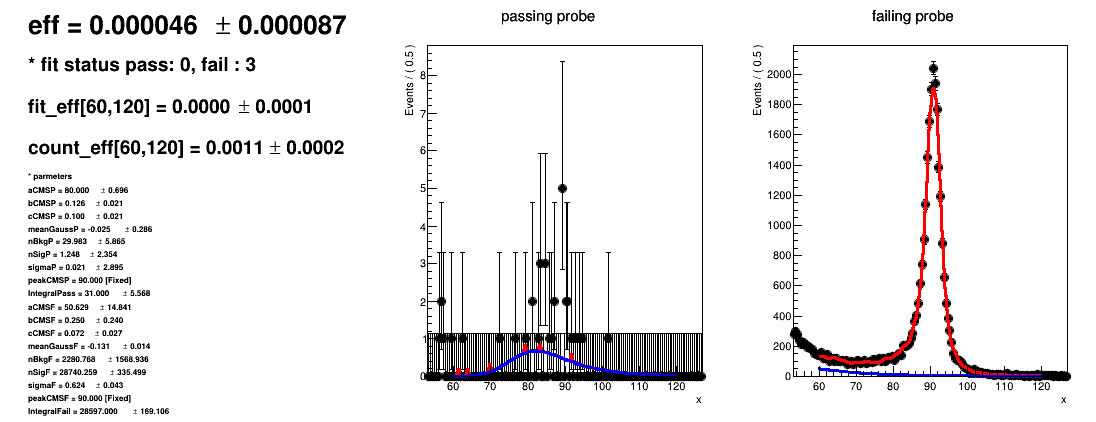 eff = 0.000046 ± 0.000087
* fit status pass: 0, fail : 3
fit_eff[60,120] = 0.0000 ± 0.0001
count_eff[60,120] = 0.0011 ± 0.0002
* parmeters
aCMSP = 80.000 ± 0.696
bCMSP = 0.126 ± 0.021
cCMSP = 0.100 ± 0.021
meanGaussP = -0.025 ± 0.286
nBkgP = 29.983 ± 5.865
nSigP = 1.248 ± 2.354
sigmaP = 0.021 ± 2.895
peakCMSP = 90.000 [Fixed]
IntegralPass = 31.000 ± 5.568
aCMSF = 50.629 ± 14.841
bCMSF = 0.250 ± 0.240
cCMSF = 0.072 ± 0.027
meanGaussF = -0.131 ± 0.014
nBkgF = 2280.768 ± 1568.936
nSigF = 28740.259 ± 335.499
sigmaF = 0.624 ± 0.043
peakCMSF = 90.000 [Fixed]
IntegralFail = 28597.000 ± 169.106
passing probe
Events / ( 0.5 )
8
7
6
5
4
3
2
1
0
60 70 80 90 100 110 120
x
failing probe
Events / ( 0.5 )
2000
1800
1600
1400
1200
1000
800
600
400
200
0
60 70 80 90 100 110 120
x